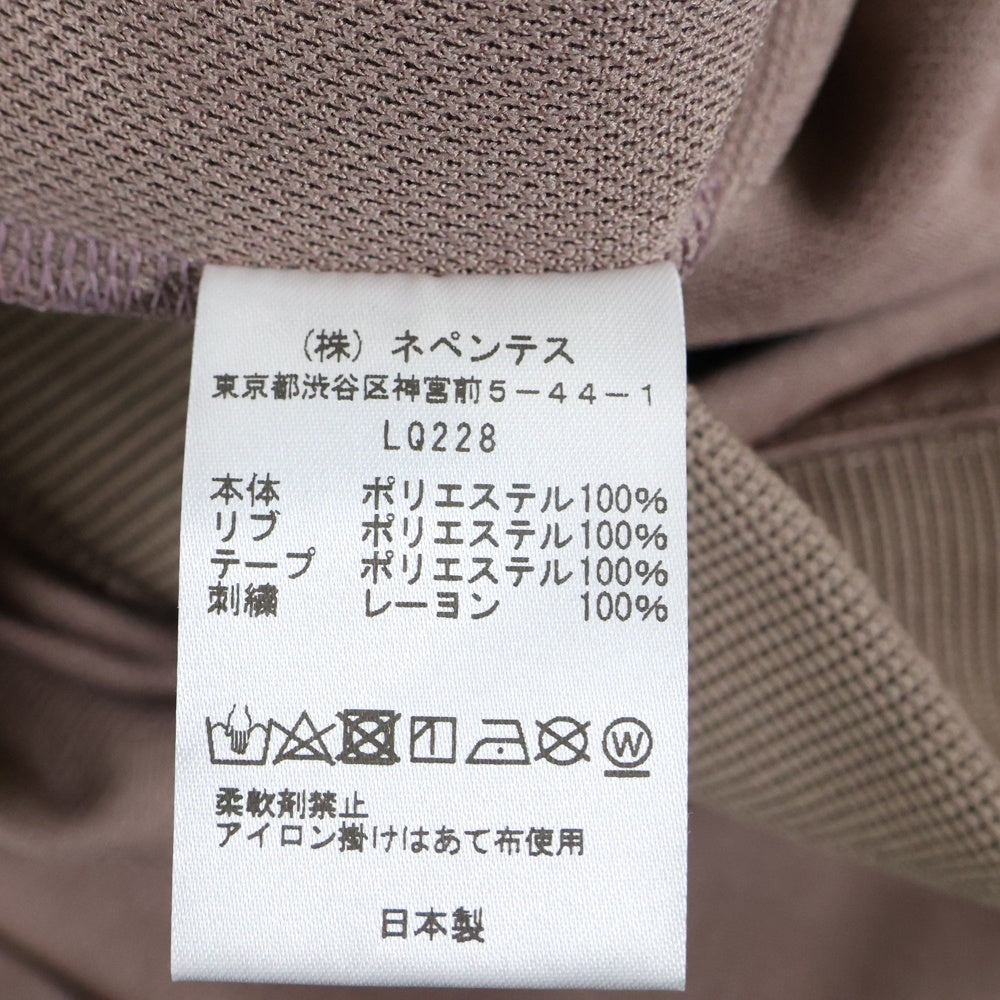 （株）ネペンテス
東京都渋谷区神宮前５－４４－１
LQ228
本体 ポリエステル100%
リブ ポリエステル100%
テープ ポリエステル100%
刺繍 レーヨン 100%
W
柔軟剤禁止
アイロン掛けはあて布使用
日本製